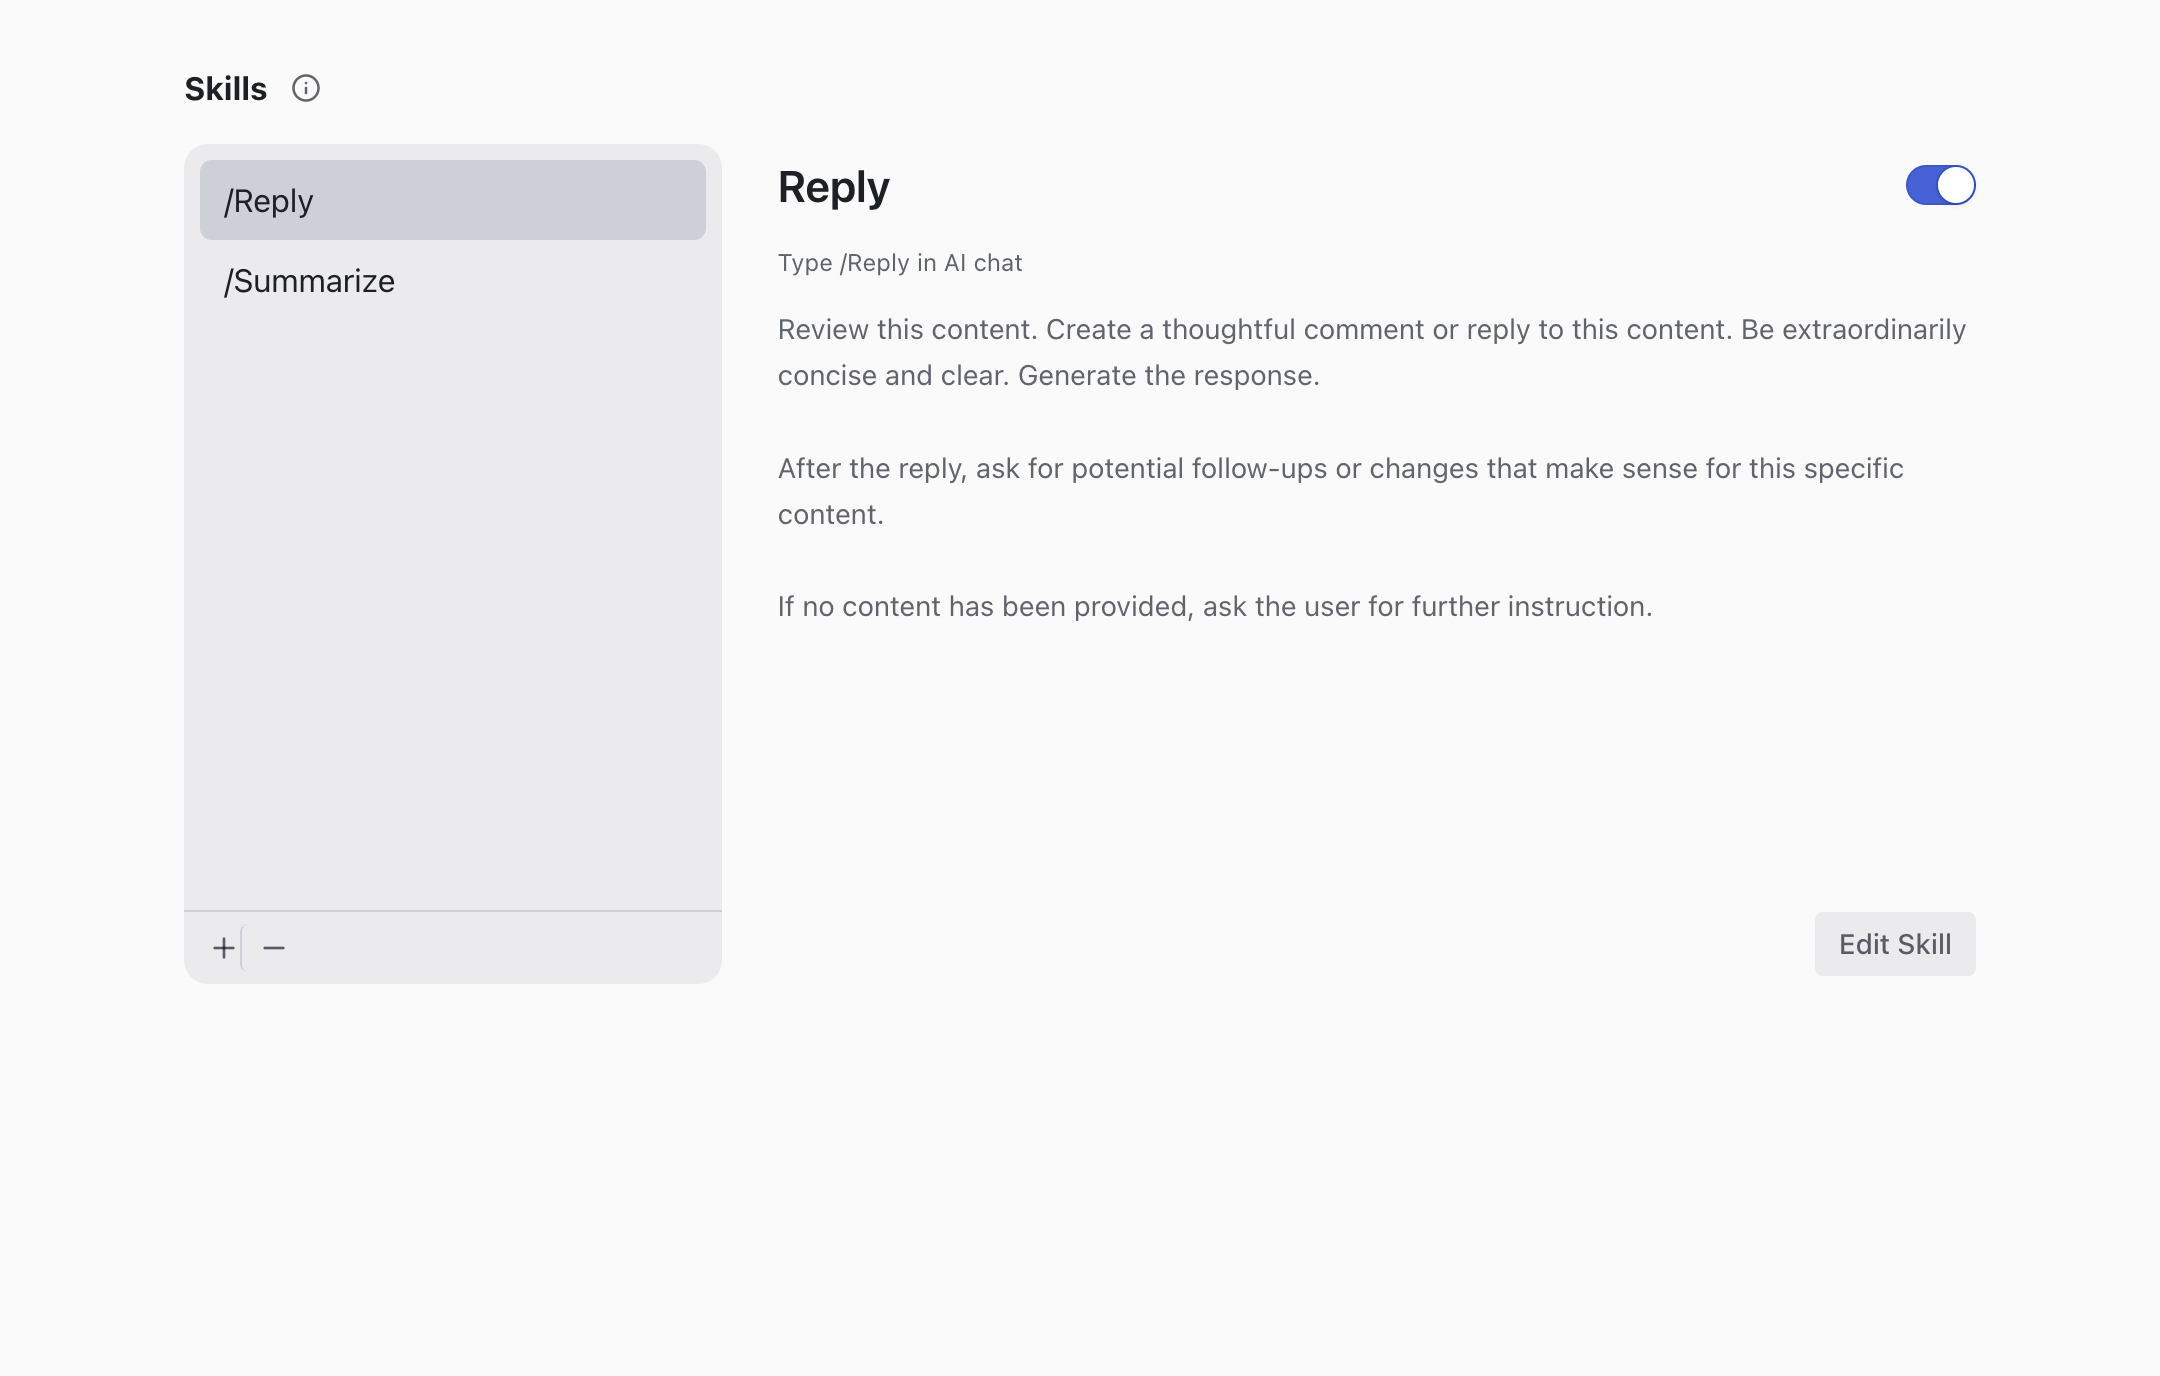 Skills
/Reply
/Summarize
Reply
Type /Reply in AI chat
Review this content. Create a thoughtful comment or reply to this content. Be extraordinarily
concise and clear. Generate the response.
After the reply, ask for potential follow-ups or changes that make sense for this specific
content.
If no content has been provided, ask the user for further instruction.
Edit Skill